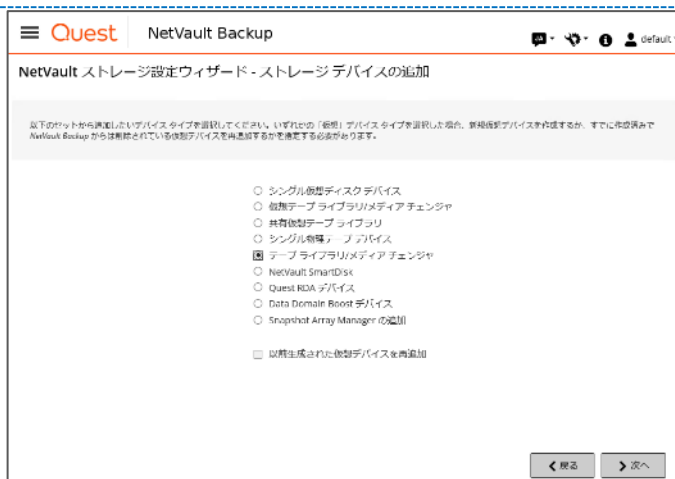 Quest NetVault Backup default
NetVault ストレージ設定ウィザード - ストレージ デバイスの追加
以下のセットから追加したいデバイス タイプを選択してください。いずれかの「仮想」デバイス タイプを選択した場合、新規仮想デバイスを作成するか、すでに作成済みで
NetVault Backup からは削除されている仮想デバイスを再追加するかを指定する必要があります。
シングル仮想ディスク デバイス
仮想テープ ライブラリ/メディア チェンジャ
共有仮想テープ ライブラリ
シングル物理テープ デバイス
テープ ライブラリ/メディア チェンジャ
NetVault SmartDisk
Quest RDA デバイス
Data Domain Boost デバイス
Snapshot Array Manager の追加
以前生成された仮想デバイスを再追加
戻る 次へ